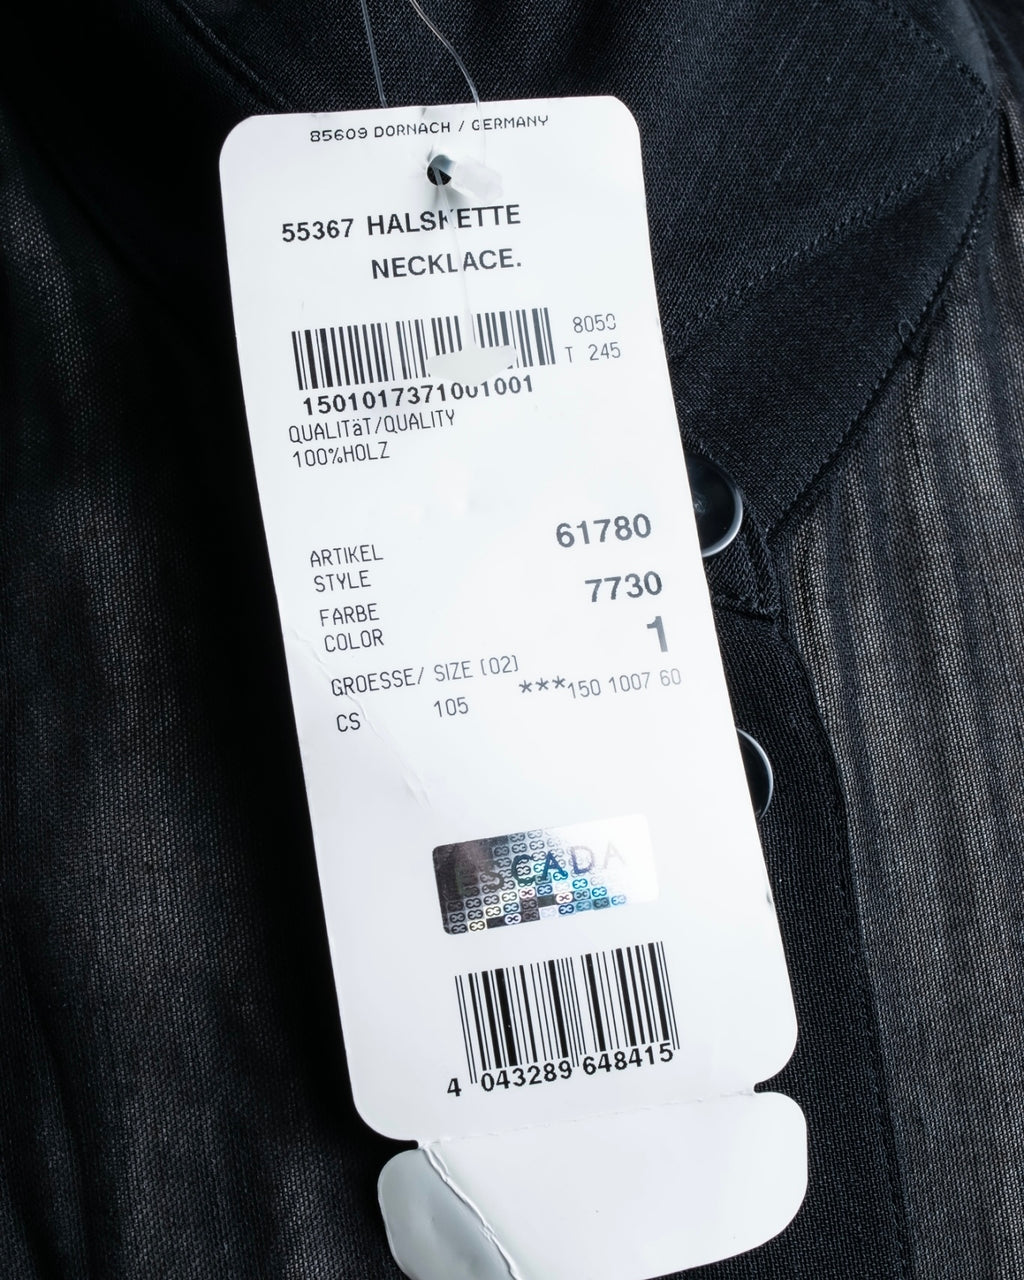 85609 DORNACH / GERMANY
55367 HALSKETTE
NECKLACE.
8050
T 245
1501017371001001
QUALITäT/QUALITY
100%HOLZ
ARTIKEL 61780
STYLE
FARBE 7730
COLOR 1
GROESSE/ SIZE [02]
CS 105 ***150 1007 60
ESCADA
4 043289 648415